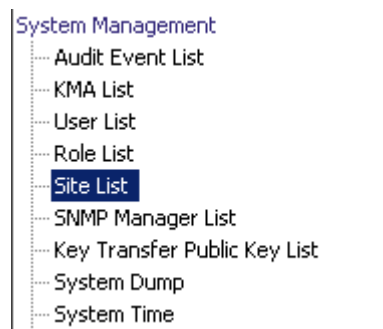 System Management
Audit Event List
KMA List
User List
Role List
Site List
SNMP Manager List
Key Transfer Public Key List
System Dump
System Time